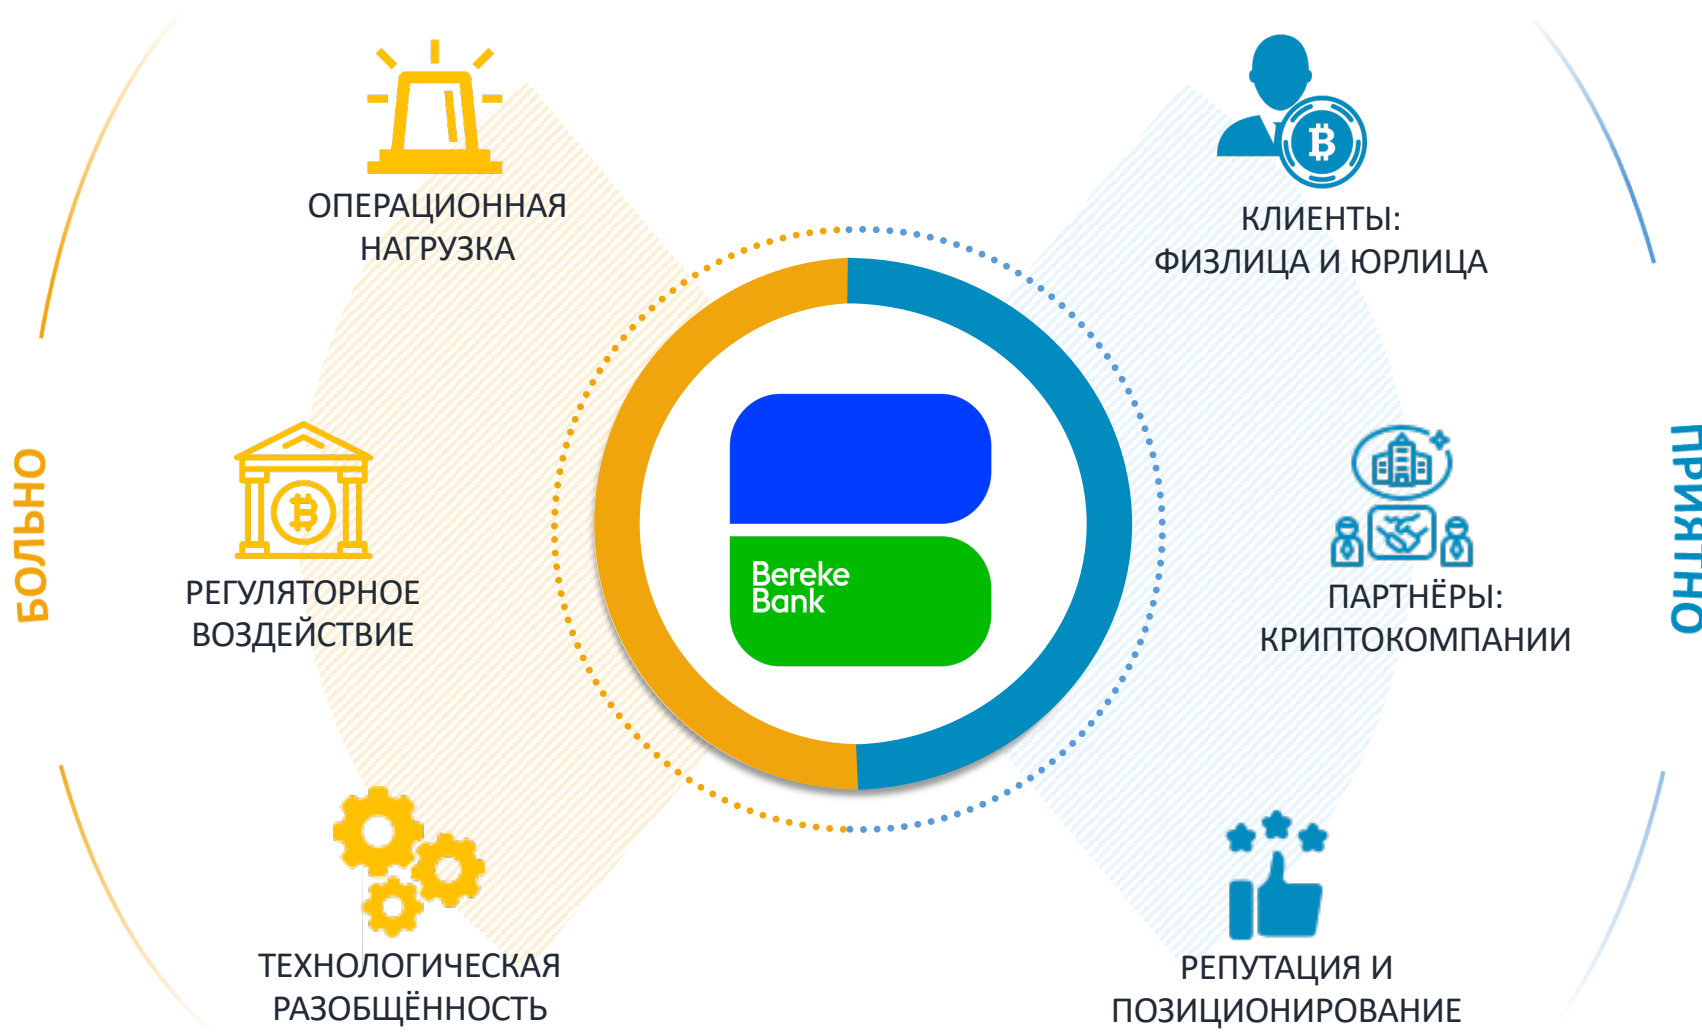 БОЛЬНО
ОПЕРАЦИОННАЯ
НАГРУЗКА
РЕГУЛЯТОРНОЕ
ВОЗДЕЙСТВИЕ
ТЕХНОЛОГИЧЕСКАЯ
РАЗОБЩЁННОСТЬ
Bereke
Bank
КЛИЕНТЫ:
ФИЗЛИЦА И ЮРЛИЦА
ПАРТНЁРЫ:
КРИПТОКОМПАНИИ
РЕПУТАЦИЯ И
ПОЗИЦИОНИРОВАНИЕ
ПРИЯТНО